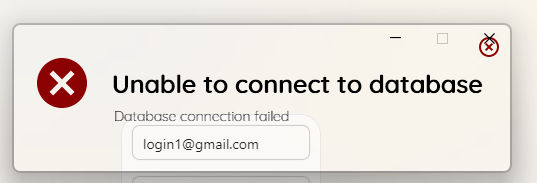 Unable to connect to database
Database connection failed
login1@gmail.com